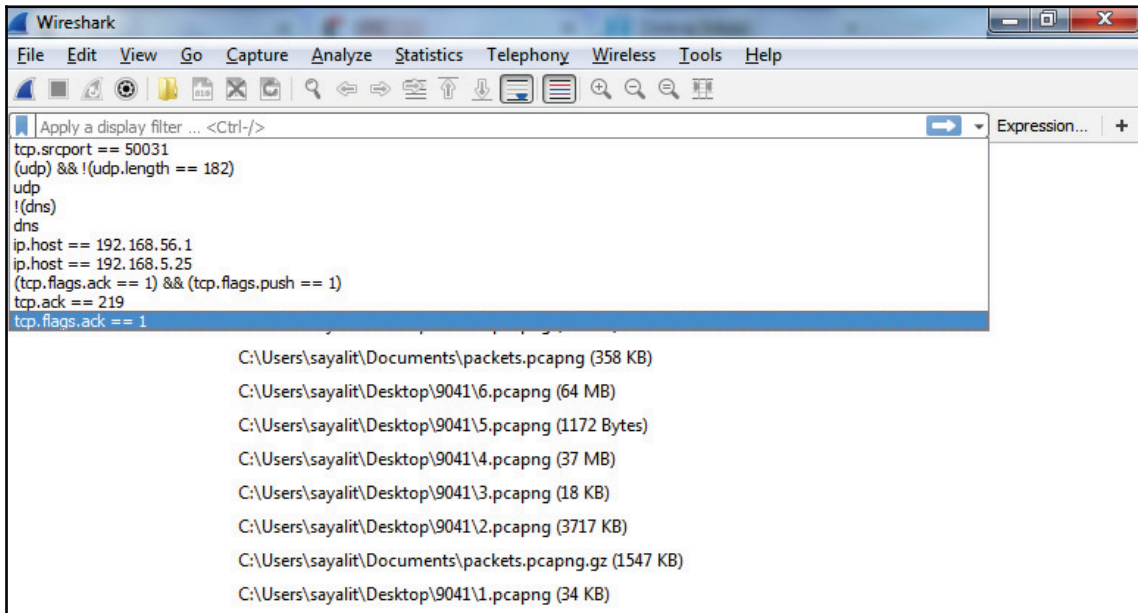 Wireshark
File Edit View Go Capture Analyze Statistics Telephony Wireless Tools Help
Apply a display filter ... <Ctrl-/>
Expression... +
tcp.srcport == 50031
(udp) && !(udp.length == 182)
udp
!(dns)
dns
ip.host == 192.168.56.1
ip.host == 192.168.5.25
(tcp.flags.ack == 1) && (tcp.flags.push == 1)
tcp.ack == 219
tcp.flags.ack == 1
C:\Users\sayalit\Documents\packets.pcapng (358 KB)
C:\Users\sayalit\Desktop\9041\6.pcapng (64 MB)
C:\Users\sayalit\Desktop\9041\5.pcapng (1172 Bytes)
C:\Users\sayalit\Desktop\9041\4.pcapng (37 MB)
C:\Users\sayalit\Desktop\9041\3.pcapng (18 KB)
C:\Users\sayalit\Desktop\9041\2.pcapng (3717 KB)
C:\Users\sayalit\Documents\packets.pcapng.gz (1547 KB)
C:\Users\sayalit\Desktop\9041\1.pcapng (34 KB)